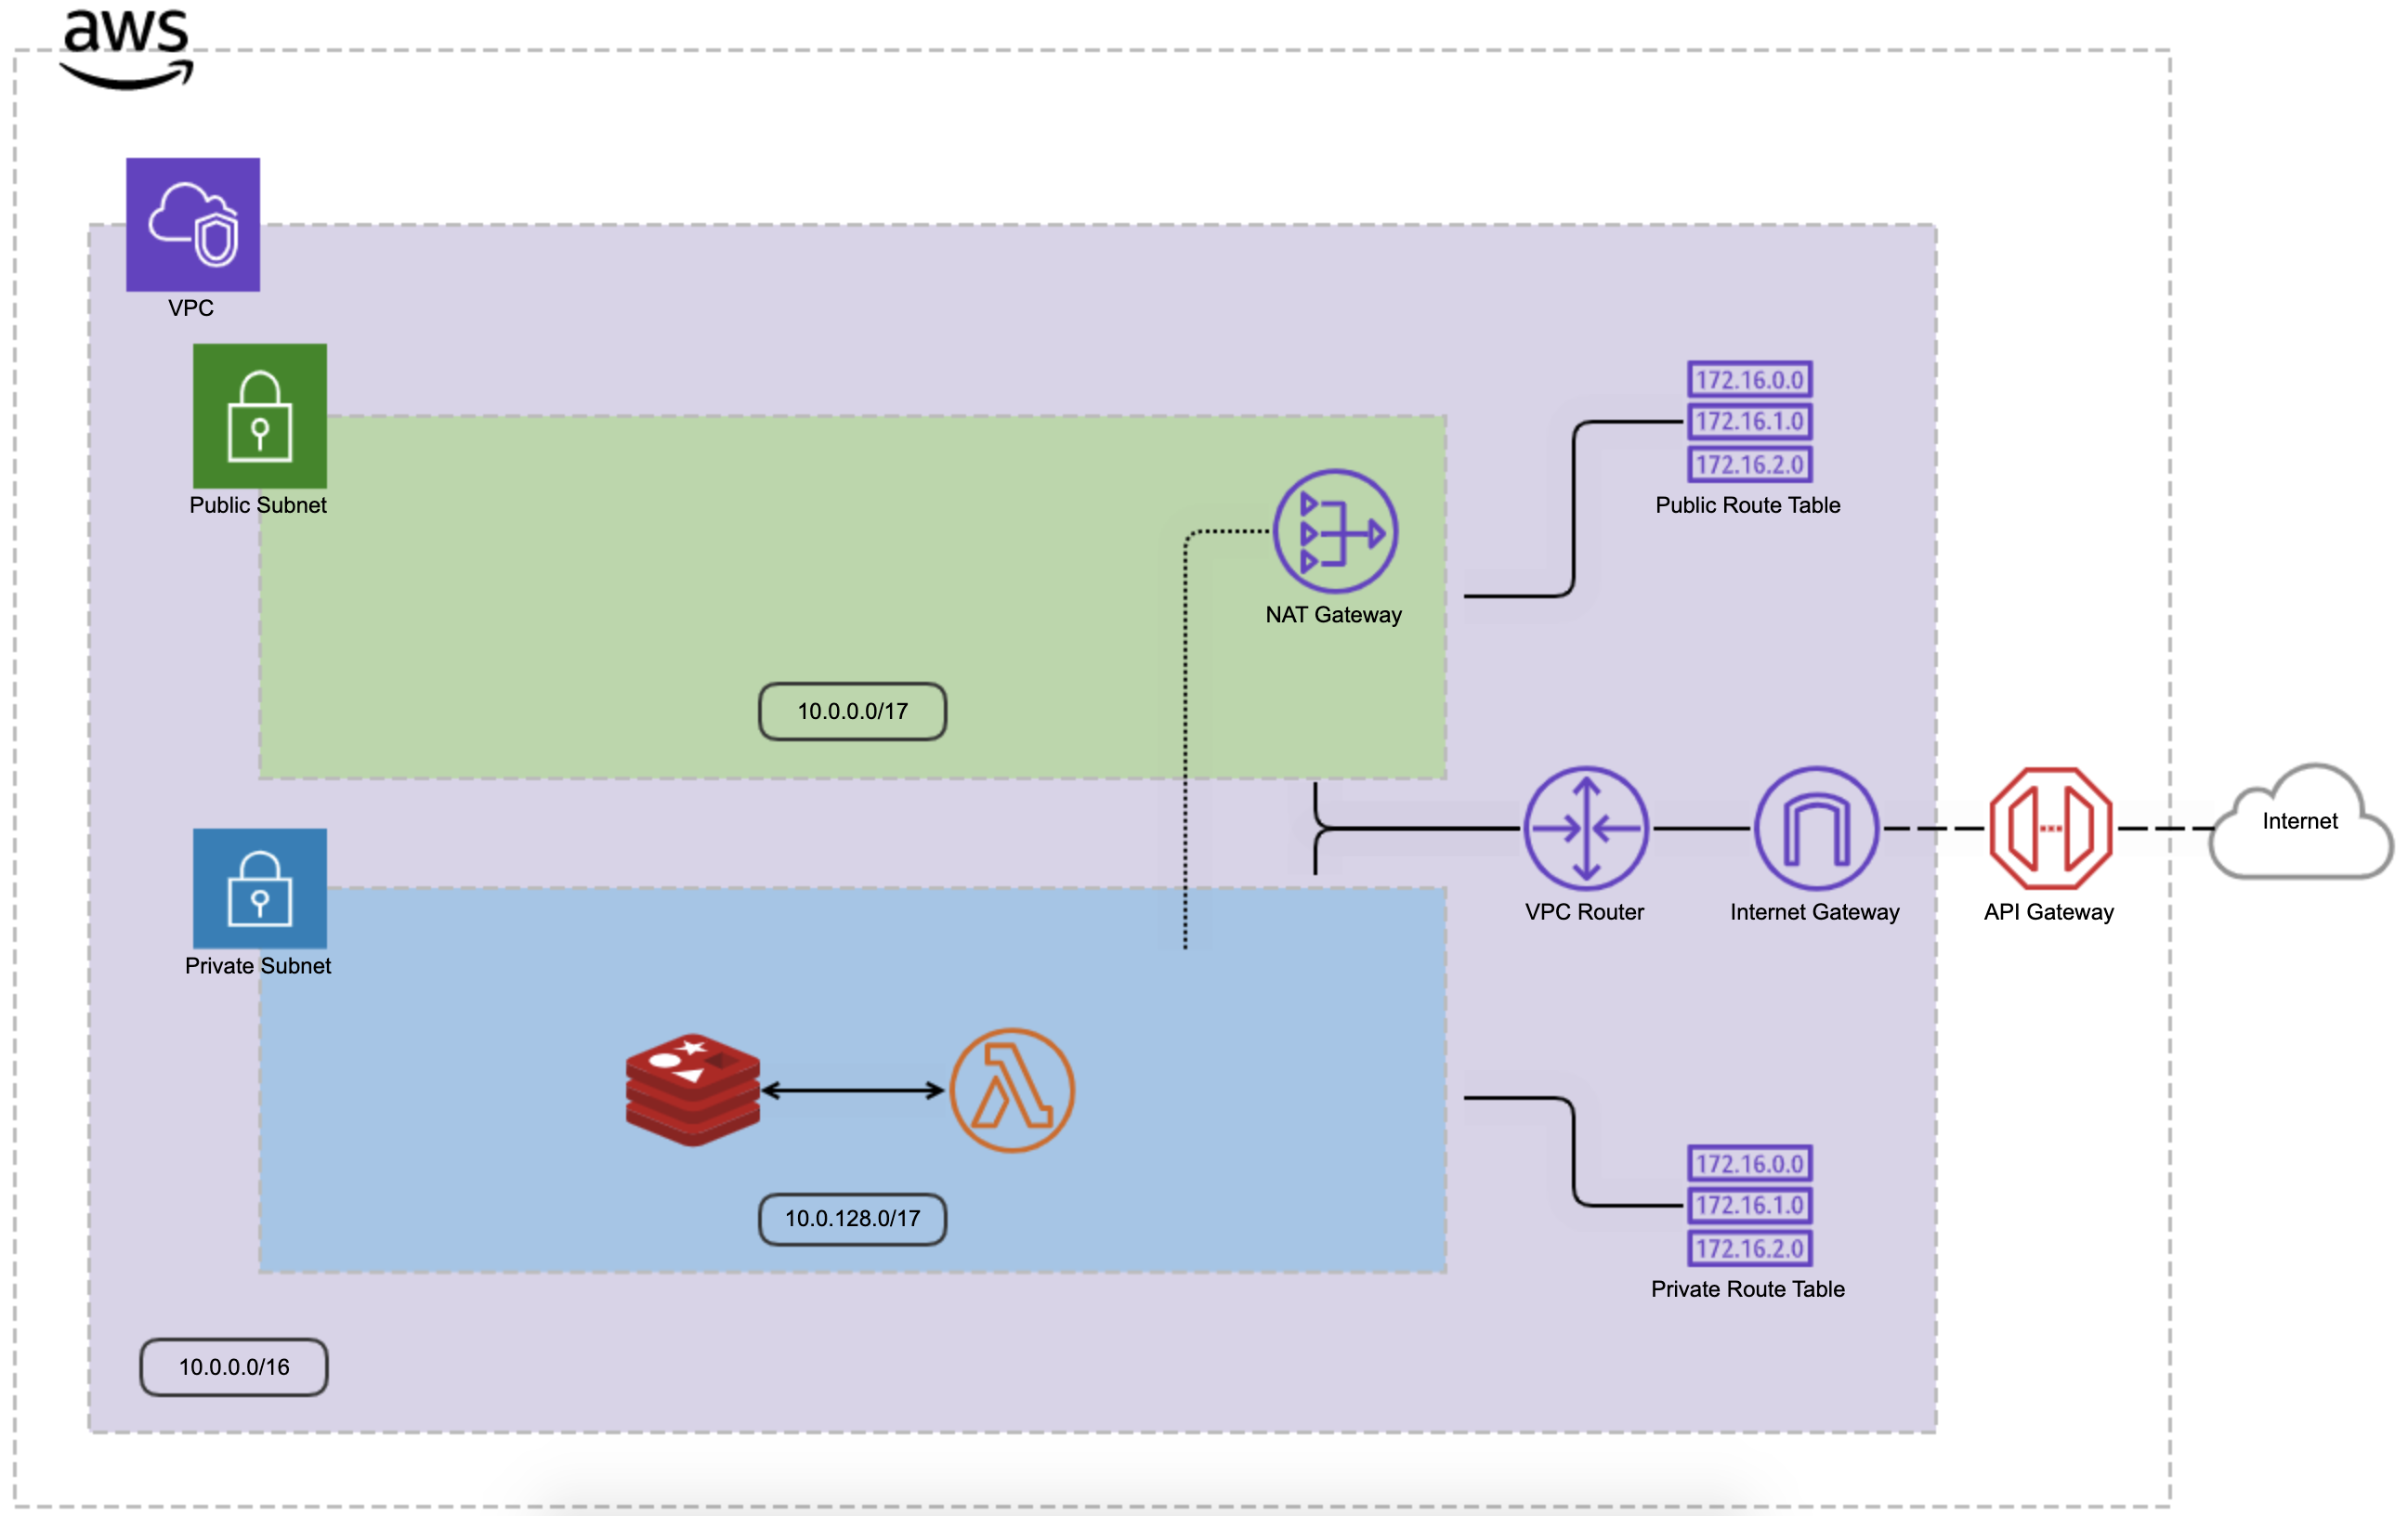 aws
VPC
Public Subnet
172.16.0.0
172.16.1.0
172.16.2.0
Public Route Table
NAT Gateway
10.0.0.0/17
Internet
VPC Router
Internet Gateway
API Gateway
Private Subnet
172.16.0.0
172.16.1.0
172.16.2.0
Private Route Table
10.0.128.0/17
10.0.0.0/16